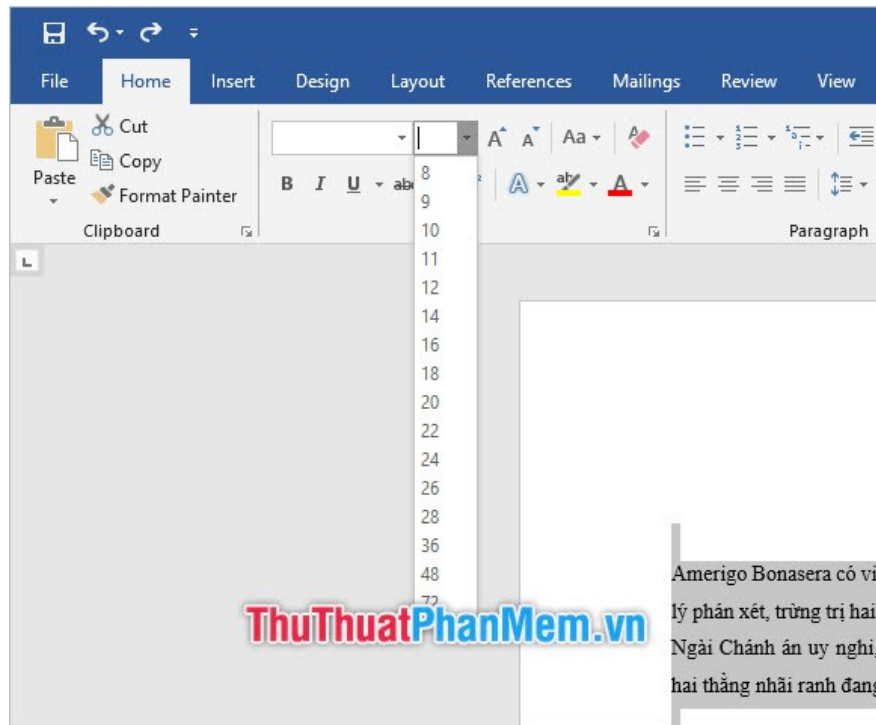 File Home Insert Design Layout References Mailings Review View
Cut
Copy
Paste
Format Painter
B I U
Aa
Clipboard
Paragraph
8
9
10
11
12
14
16
18
20
22
24
26
28
36
48
72
ThuThuatPhanMem.vn
Amerigo Bonasera có
lý phán xét, trừng trị hai
Ngài Chánh án uy nghi,
hai thằng nhãi ranh đang